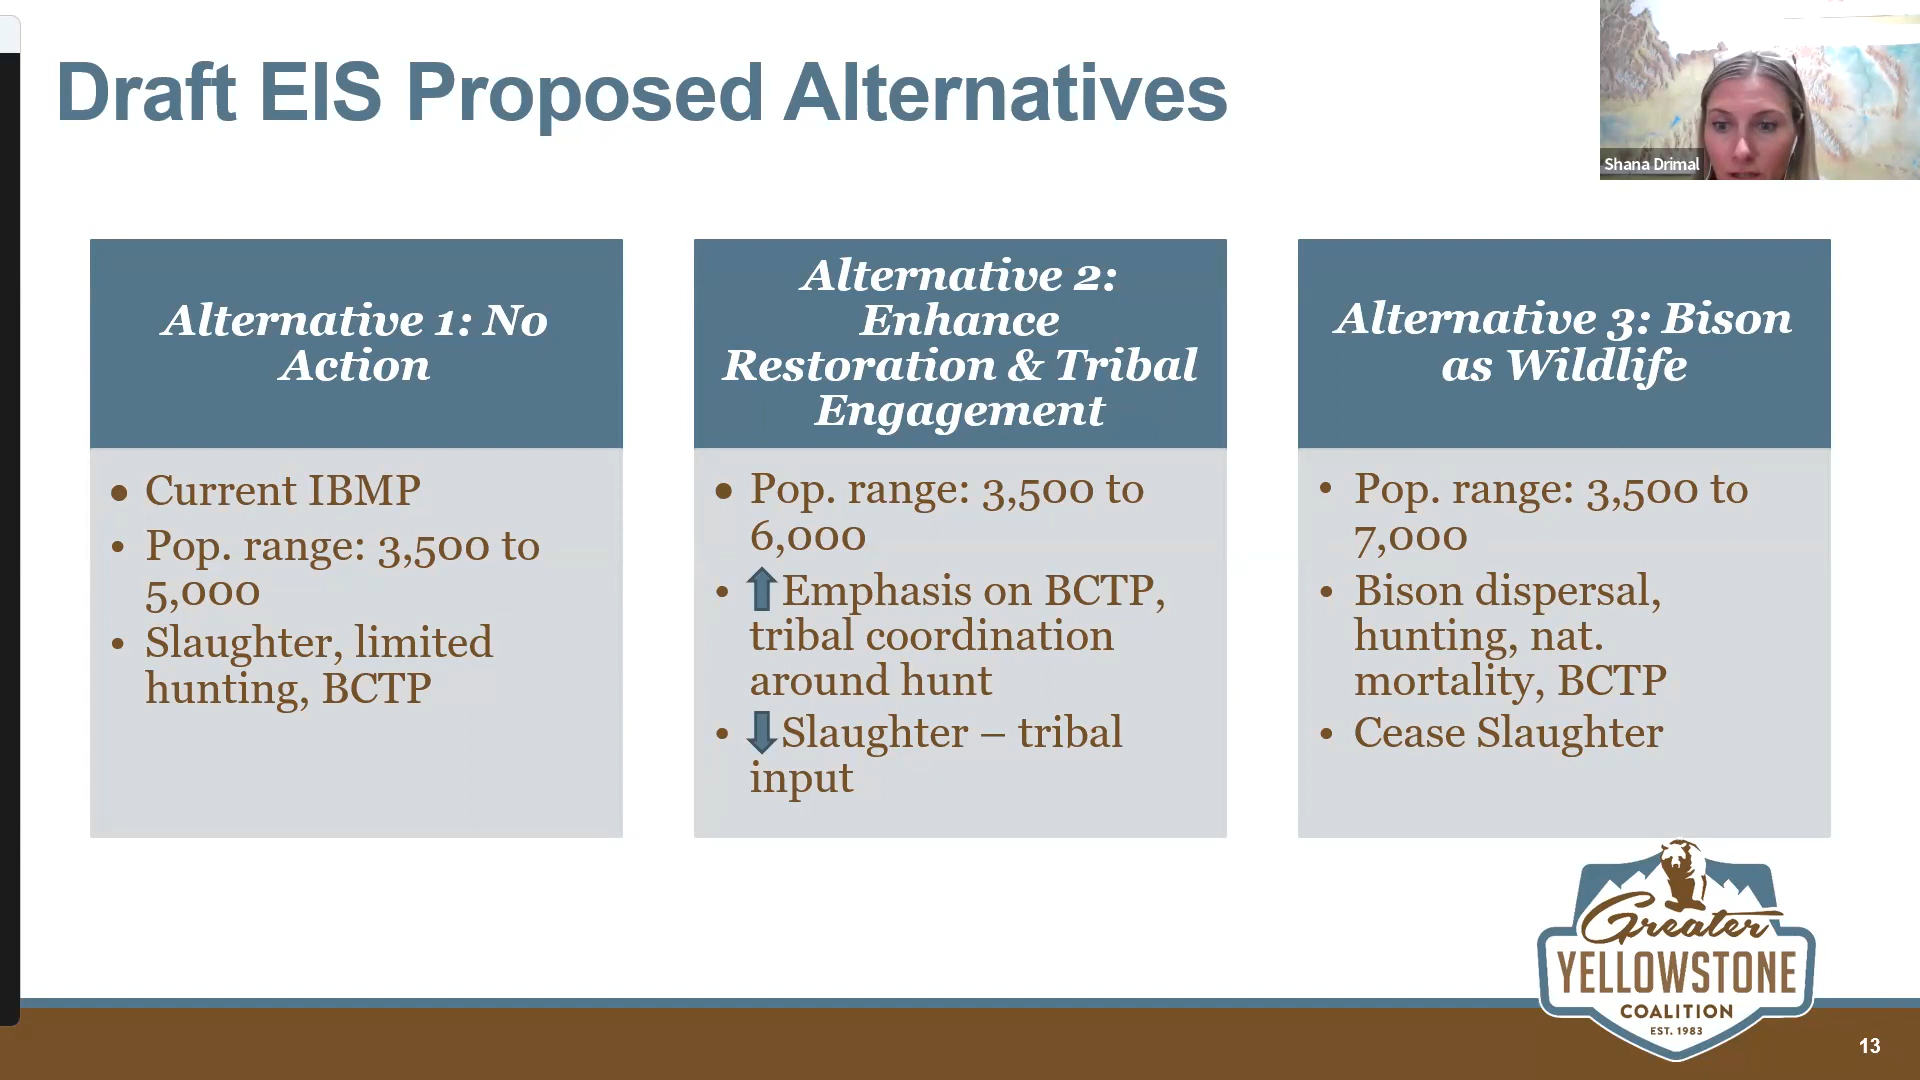 Draft EIS Proposed Alternatives
Shana Drimal
Alternative 1: No
Action
• Current IBMP
• Pop. range: 3,500 to
5,000
• Slaughter, limited
hunting, BCTP
Alternative 2:
Enhance
Restoration & Tribal
Engagement
• Pop. range: 3,500 to
6,000
• Emphasis on BCTP,
tribal coordination
around hunt
• Slaughter – tribal
input
Alternative 3: Bison
as Wildlife
• Pop. range: 3,500 to
7,000
• Bison dispersal,
hunting, nat.
mortality, BCTP
• Cease Slaughter
Greater
YELLOWSTONE
COALITION
EST. 1983
13